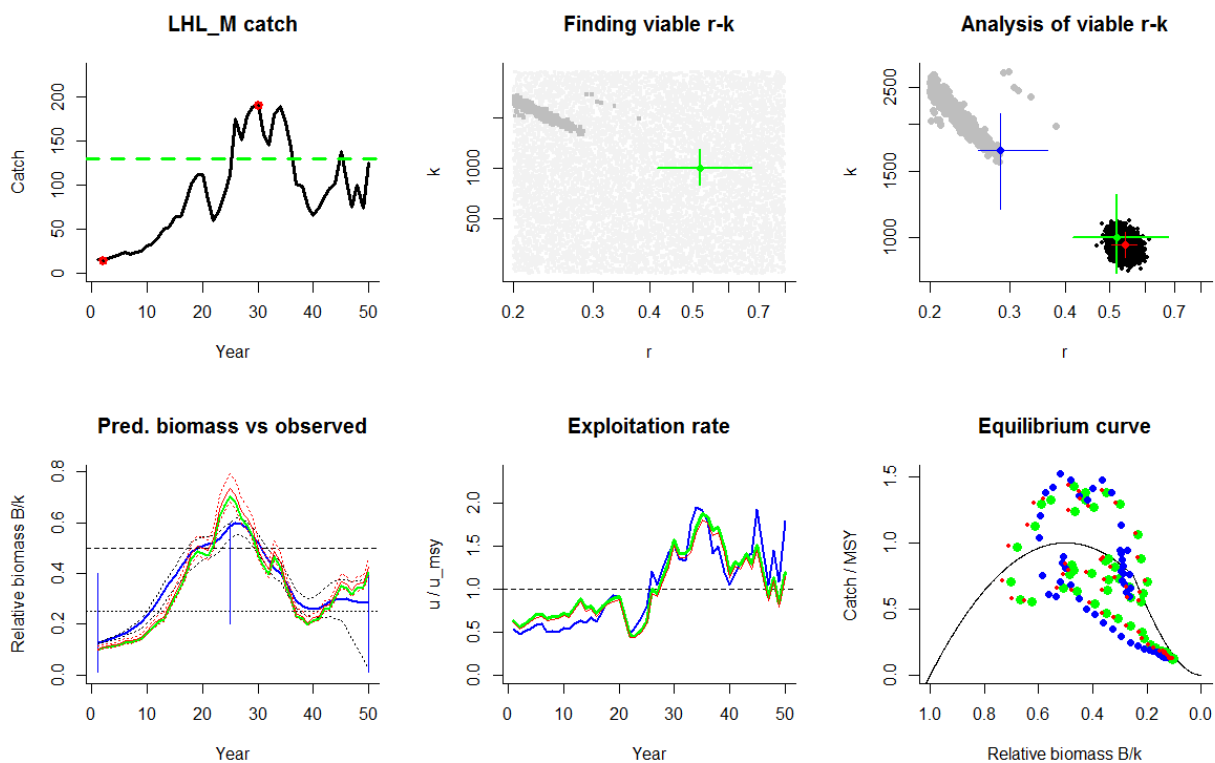 LHL_M catch
Catch
0 50 100 150 200
0 10 20 30 40 50
Year
Finding viable r-k
k
500 1000
0.2 0.3 0.5 0.7
r
Analysis of viable r-k
k
1000 1500 2500
0.2 0.3 0.4 0.5 0.7
r
Pred. biomass vs observed
Relative biomass B/k
0.0 0.2 0.4 0.6 0.8
0 10 20 30 40 50
Year
Exploitation rate
u / u_msy
0.0 0.5 1.0 1.5 2.0
0 10 20 30 40 50
Year
Equilibrium curve
Catch / MSY
0.0 0.5 1.0 1.5
1.0 0.8 0.6 0.4 0.2 0.0
Relative biomass B/k